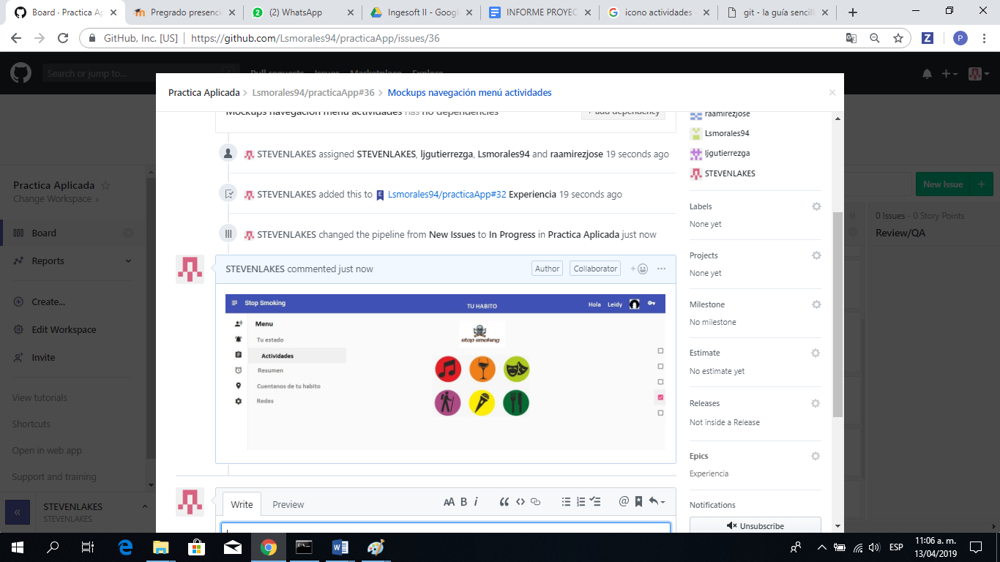 Board · Practica Ap
Pregrado presenci
(2) WhatsApp
Ingesoft II - Googl
INFORME PROYEC
icono actividades -
git - la guía sencill
GitHub, Inc. [US]
https://github.com/Lsmorales94/practicaApp/issues/36
Search or jump to...
Pull requests Issues Marketplace Explore
Practica Aplicada > Lsmorales94/practicaApp#36 > Mockups navegación menú actividades
Mockups navegación menú actividades has no dependencies
+ add dependency
STEVENLAKES assigned STEVENLAKES, ljgutierrezga, Lsmorales94 and raamirezjose 19 seconds ago
STEVENLAKES added this to Lsmorales94/practicaApp#32 Experiencia 19 seconds ago
STEVENLAKES changed the pipeline from New Issues to In Progress in Practica Aplicada just now
STEVENLAKES commented just now
Author
Collaborator
Stop Smoking
TU HABITO
Hola Leidy
Menu
Tu estado
Actividades
Resumen
Cuentanos de tu habito
Redes
stop smoking
Write
Preview
raamirezjose
Lsmorales94
ljgutierrezga
STEVENLAKES
Labels
None yet
Projects
None yet
Milestone
No milestone
Estimate
No estimate yet
Releases
Not inside a Release
Epics
Experiencia
Notifications
Unsubscribe
Practica Aplicada
Change Workspace >
Board
Reports
Create...
Edit Workspace
Invite
View tutorials
Shortcuts
Open in web app
Support and training
STEVENLAKES
STEVENLAKES
New Issue
0 Issues - 0 Story Points
Review/QA
ESP
11:06 a. m.
13/04/2019